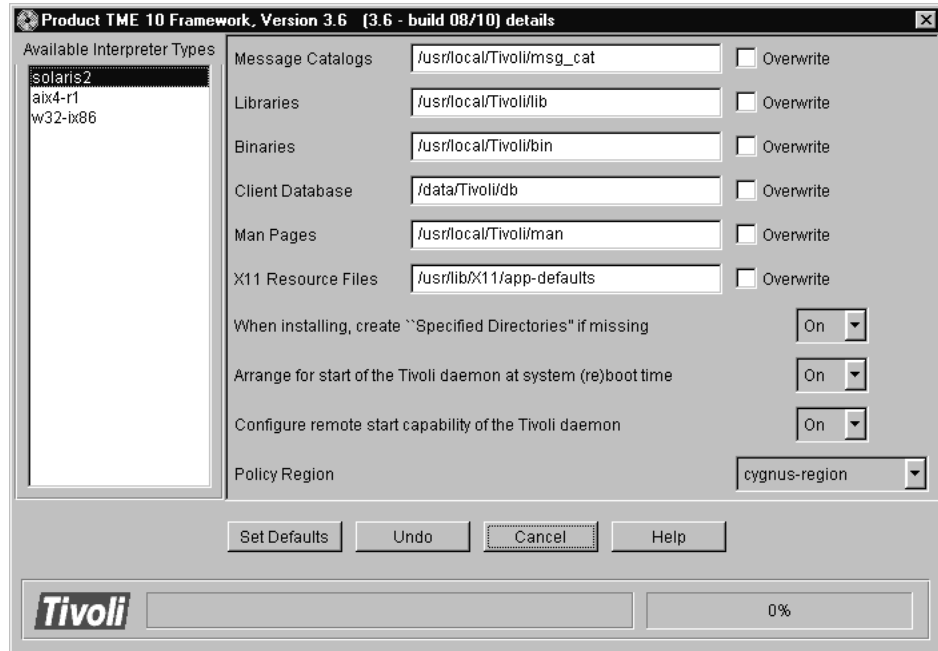 Product TME 10 Framework, Version 3.6 (3.6 - build 08/10) details
Available Interpreter Types
solaris2
aix4-r1
w32-ix86
Message Catalogs /usr/local/Tivoli/msg_cat Overwrite
Libraries /usr/local/Tivoli/lib Overwrite
Binaries /usr/local/Tivoli/bin Overwrite
Client Database /data/Tivoli/db Overwrite
Man Pages /usr/local/Tivoli/man Overwrite
X11 Resource Files /usr/lib/X11/app-defaults Overwrite
When installing, create ``Specified Directories'' if missing On
Arrange for start of the Tivoli daemon at system (re)boot time On
Configure remote start capability of the Tivoli daemon On
Policy Region cygnus-region
Set Defaults Undo Cancel Help
Tivoli 0%